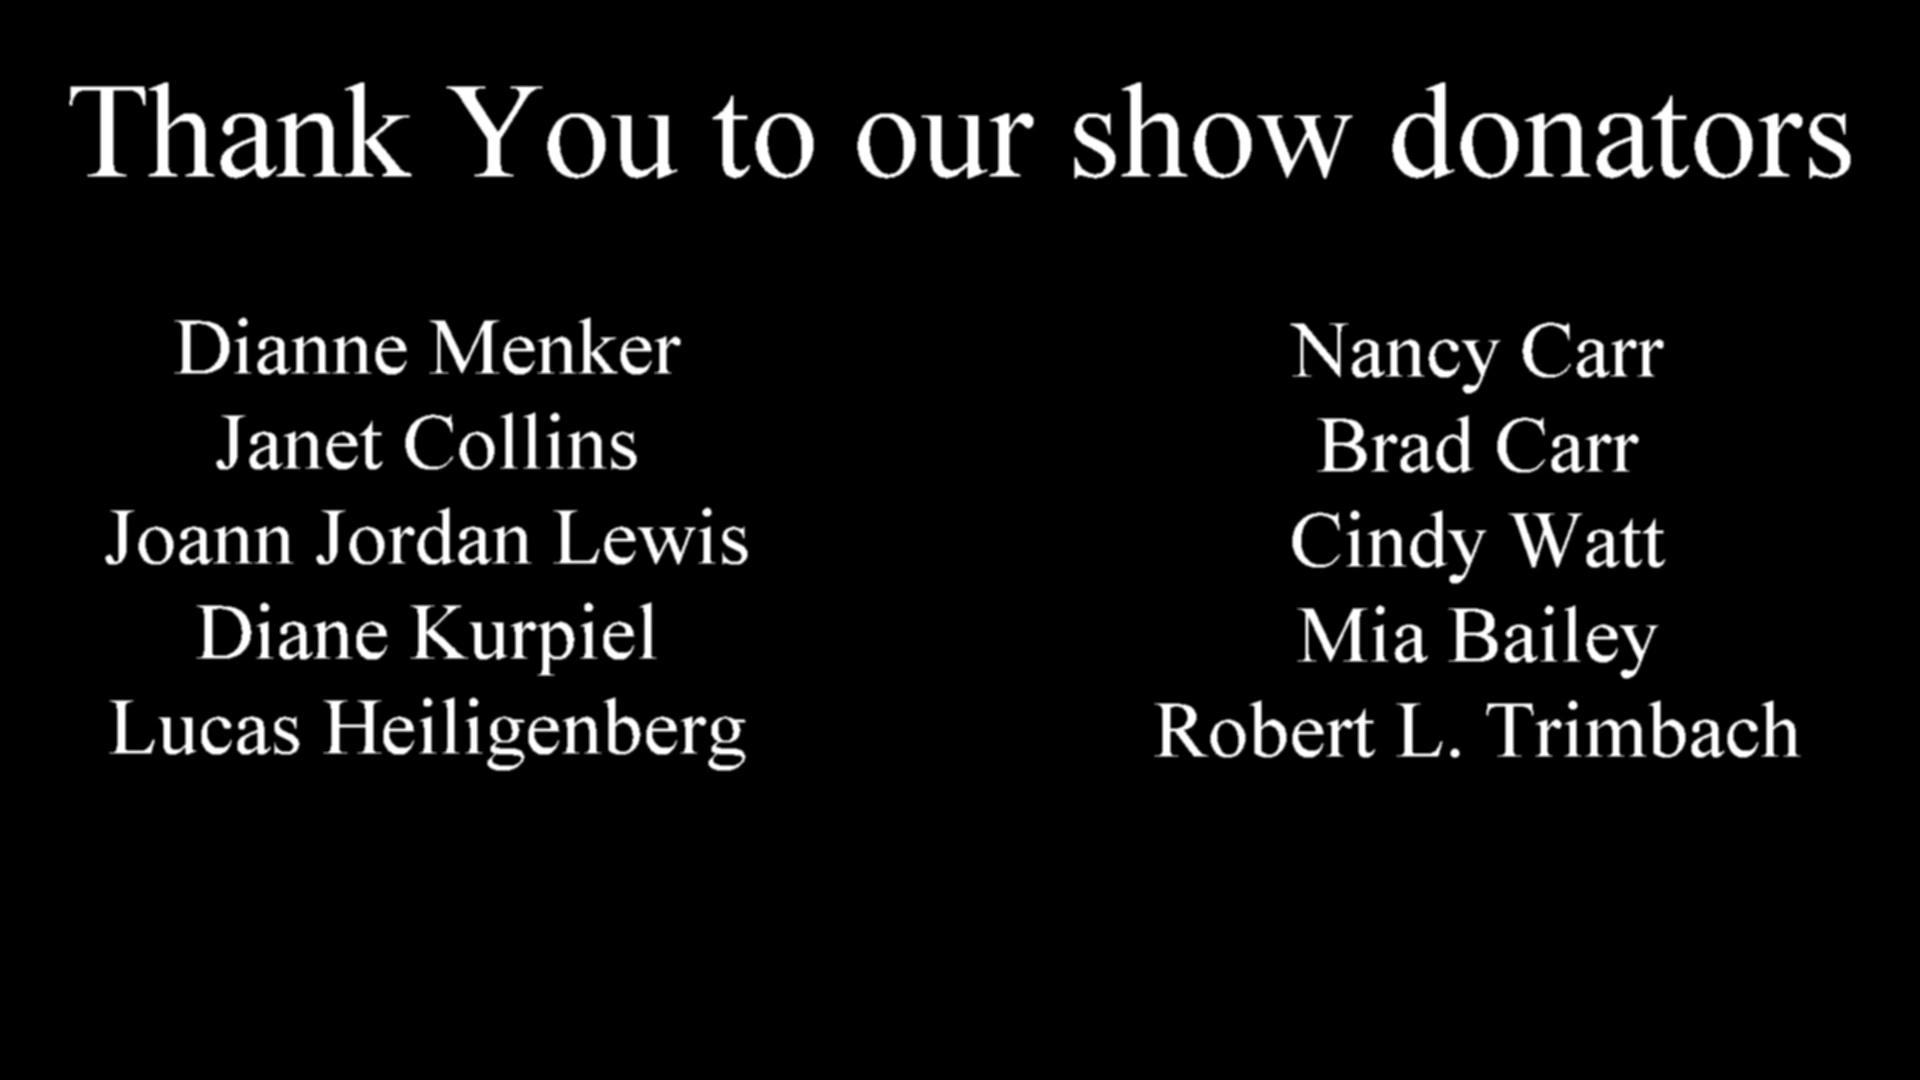 Thank You to our show donators
Dianne Menker
Janet Collins
Joann Jordan Lewis
Diane Kurpiel
Lucas Heiligenberg
Nancy Carr
Brad Carr
Cindy Watt
Mia Bailey
Robert L. Trimbach